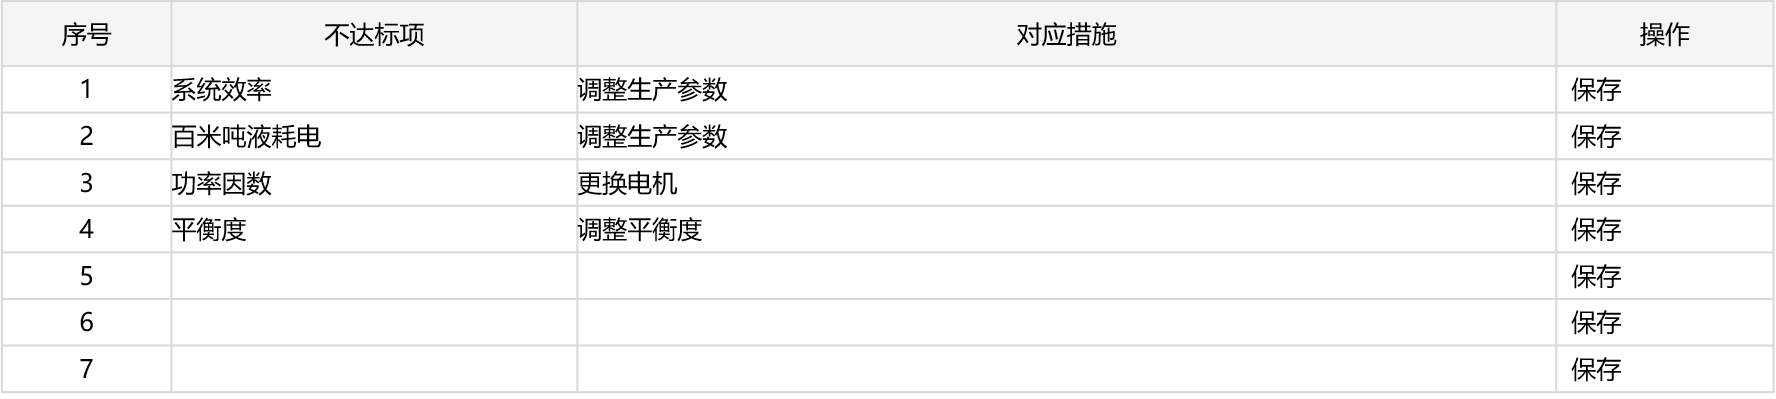 序号 不达标项 对应措施 操作
1 系统效率 调整生产参数 保存
2 百米吨液耗电 调整生产参数 保存
3 功率因数 更换电机 保存
4 平衡度 调整平衡度 保存
5 保存
6 保存
7 保存